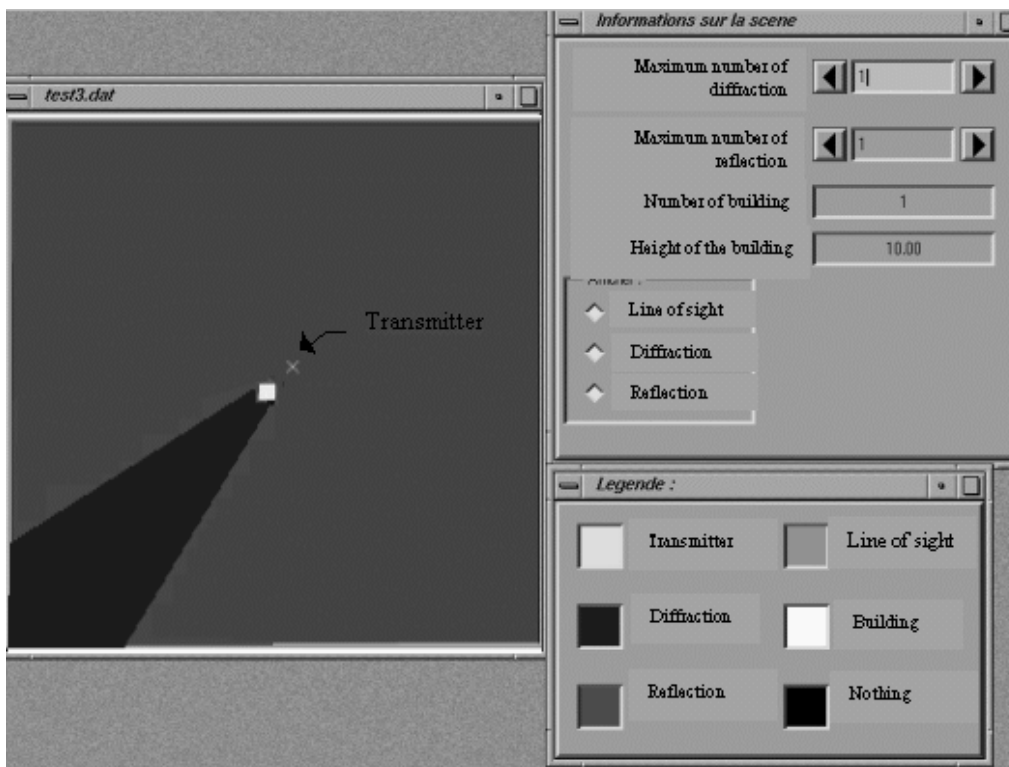 Informations sur la scene
Maximum number of
diffraction
1
Maximum number of
reflection
1
Number of building
1
Height of the building
10.00
Afficher :
Line of sight
Diffraction
Reflection
test3.dat
Transmitter
Legende :
Transmitter
Line of sight
Diffraction
Building
Reflection
Nothing